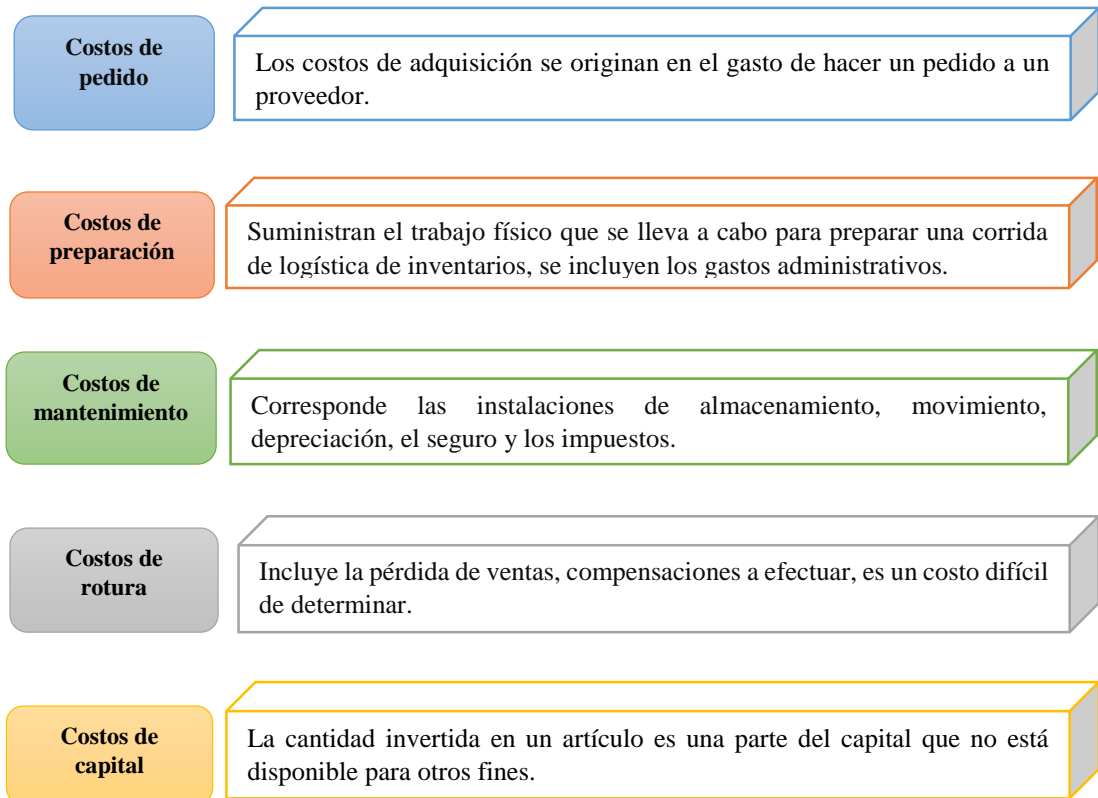 Costos de
pedido
Los costos de adquisición se originan en el gasto de hacer un pedido a un
proveedor.
Costos de
preparación
Suministran el trabajo físico que se lleva a cabo para preparar una corrida
de logística de inventarios, se incluyen los gastos administrativos.
Costos de
mantenimiento
Corresponde las instalaciones de almacenamiento, movimiento,
depreciación, el seguro y los impuestos.
Costos de
rotura
Incluye la pérdida de ventas, compensaciones a efectuar, es un costo difícil
de determinar.
Costos de
capital
La cantidad invertida en un artículo es una parte del capital que no está
disponible para otros fines.